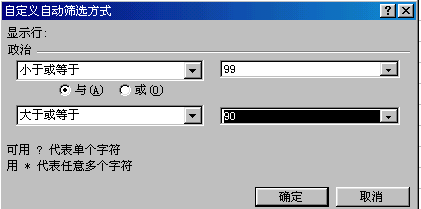 自定义自动筛选方式
显示行:
政治
小于或等于 99
与(A) 或(O)
大于或等于 90
可用 ? 代表单个字符
用 * 代表任意多个字符
确定 取消